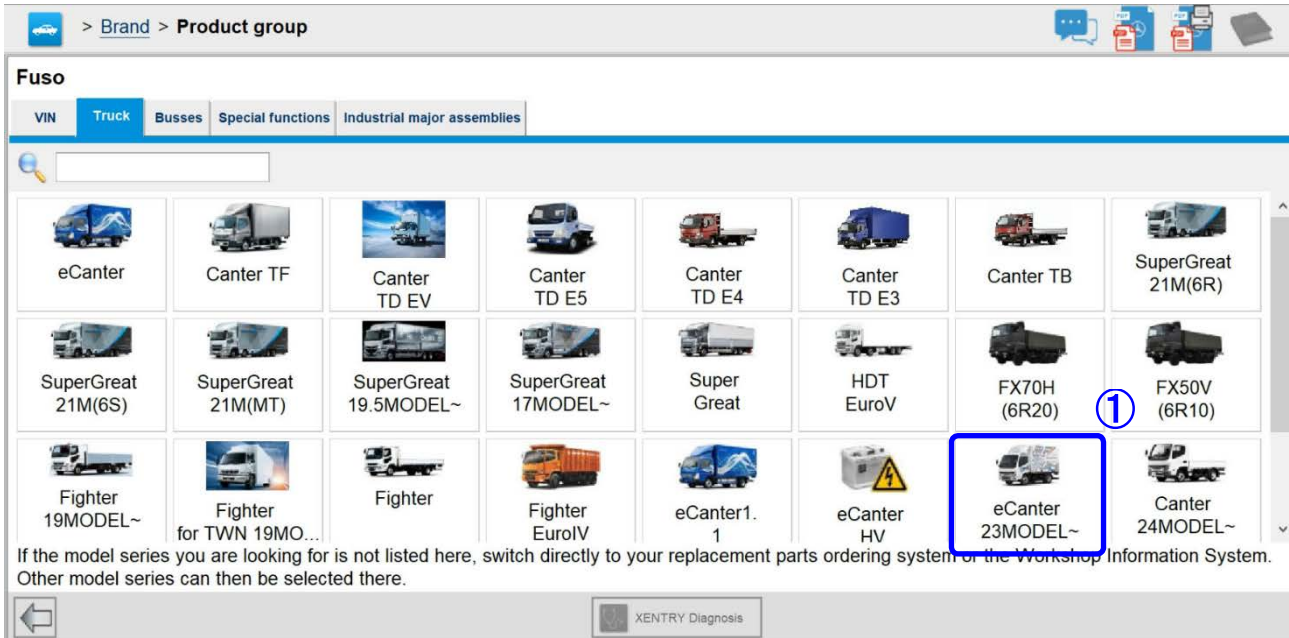 > Brand > Product group
Fuso
VIN Truck Busses Special functions Industrial major assemblies
eCanter
Canter TF
Canter
TD EV
Canter
TD E5
Canter
TD E4
Canter
TD E3
Canter TB
SuperGreat
21M(6R)
SuperGreat
21M(6S)
SuperGreat
21M(MT)
SuperGreat
19.5MODEL~
SuperGreat
17MODEL~
Super
Great
HDT
EuroV
FX70H
(6R20)
①
FX50V
(6R10)
Fighter
19MODEL~
Fighter
for TWN 19MO...
Fighter
Fighter
EuroIV
eCanter1.
1
eCanter
HV
eCanter
23MODEL~
Canter
24MODEL~
If the model series you are looking for is not listed here, switch directly to your replacement parts ordering system or the Workshop Information System.
Other model series can then be selected there.
XENTRY Diagnosis